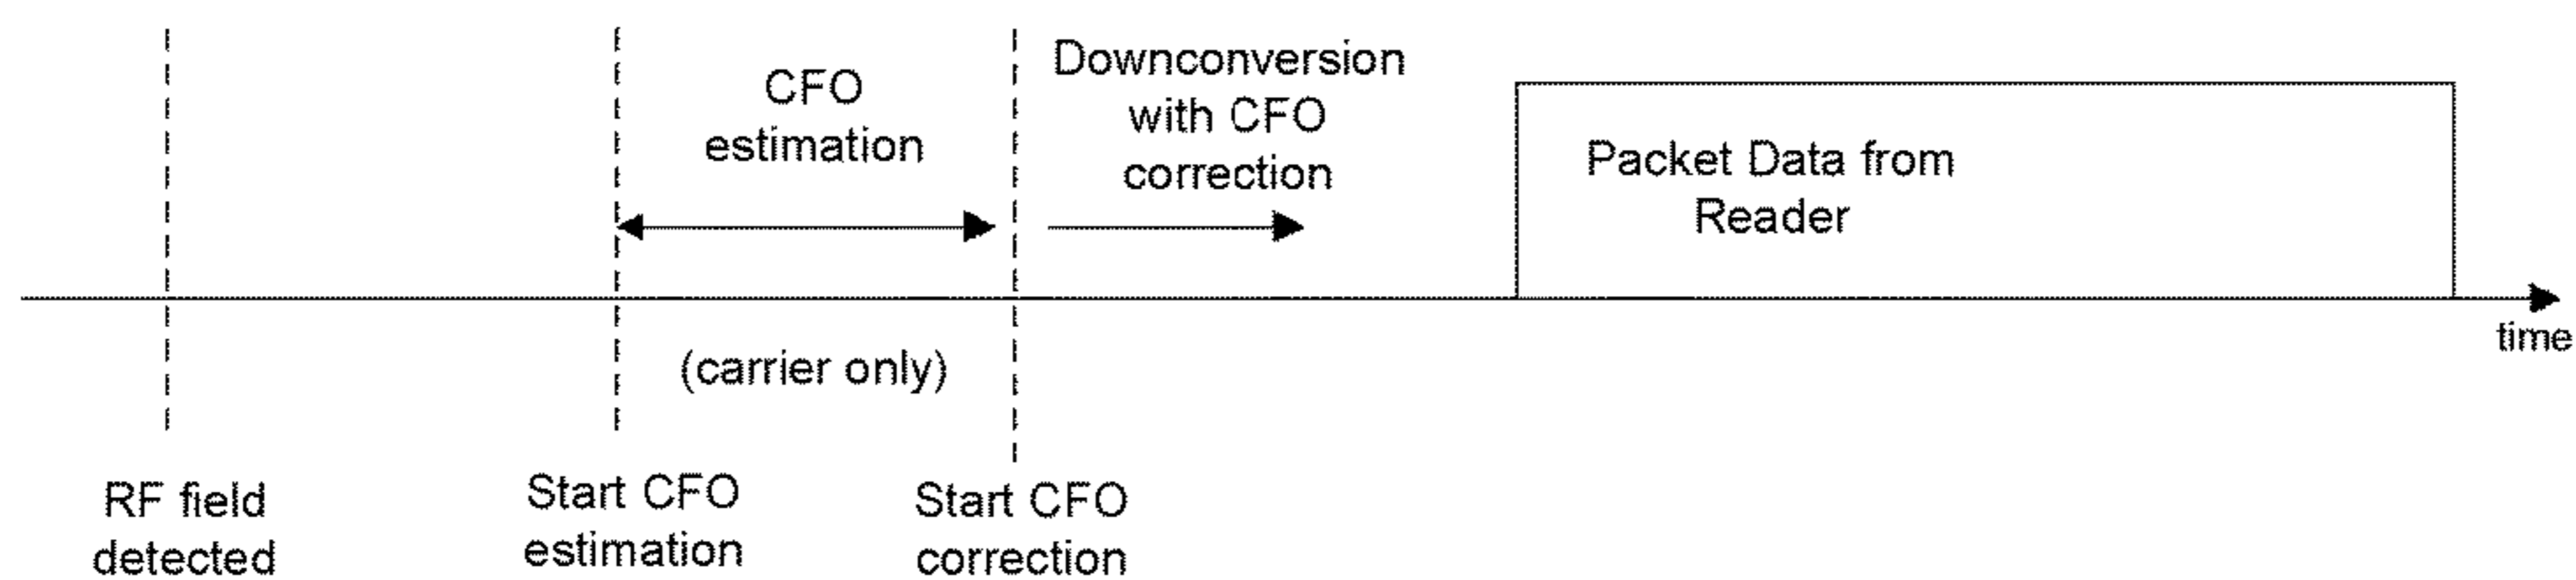 CFO
estimation
Downconversion
with CFO
correction
Packet Data from
Reader
time
(carrier only)
RF field
detected
Start CFO
estimation
Start CFO
correction